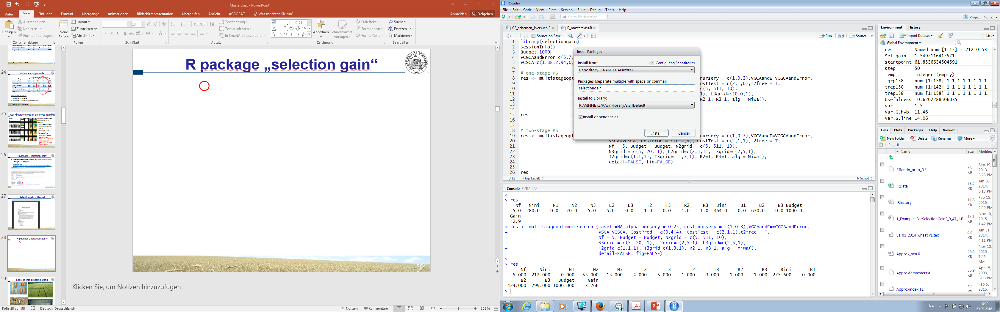 Masterclass - PowerPoint
Datei Start Einfügen Entwurf Übergänge Animationen Bildschirmpräsentation Überprüfen Ansicht ACROBAT Was möchten Sie tun? Anmelden Freigeben
Einfügen
Ausschneiden
Kopieren
Format übertragen
Zwischenablage
Neue Folie
Layout
Zurücksetzen
Abschnitt
Folien
10
F K U S abc AV Aa A
Schriftart
Textrichtung
Text ausrichten
In SmartArt konvertieren
Absatz
Anordnen
Schnellformat-vorlagen
Fülleffekt
Formkontur
Formeffekte
Zeichnung
Suchen
Ersetzen
Markieren
Bearbeiten
24
Variance components
25
Year → large effect on genotype ranking
26
R package „selection gain“
27
Selectiongain - Manual
28
R package „selection gain“
29
Let's go into breeding world
R package „selection gain“
UNIVERSITÄT HOHENHEIM
1818
28
Klicken Sie, um Notizen hinzuzufügen
Folie 28 von 98 Deutsch (Deutschland) Notizen Kommentare 105 %
RStudio
File Edit Code View Plots Session Build Debug Tools Help
Go to file/function
Project: (None)
GS_schemen_1versuch.R R_masterclass.R
Source on Save Run Source
1 library(selectiongain)
2 sessionInfo()
3 Budget=1000
4 VCGCAandError=c(5.7,
5 VCSCA=c(1.88,2.94,0,
6
7 # one-stage PS
8 res <- multistageopt nursery = c(1,0.3),VGCAandE=VCGCAandError,
9 ostTest = c(2,1,0),t2free = T,
10 c(5, 511, 10),
11 1), L3grid=c(0,0,1),
12 R2=1, R3=1, alg = Miwa(),
13
14
15 res
16
17
18 # two-stage PS
19 res <- multistageopt nursery = c(1,0.3),VGCAandE=VCGCAandError,
20 VSCA=VCSCA, CostProd = c(0,4,4), CostTest = c(2,1,1),t2free = T,
21 Nf = 5, Budget = Budget, N2grid = c(5, 511, 10),
22 N3grid = c(5, 20, 1), L2grid=c(2,5,1), L3grid=c(2,5,1),
23 T2grid=c(1,1,1), T3grid=c(1,3,1), R2=1, R3=1, alg = Miwa(),
24 detail=FALSE, fig=FALSE)
25
26 res
3:12 (Top Level) R Script
Install Packages
Install from: Configuring Repositories
Repository (CRAN, CRANextra)
Packages (separate multiple with space or comma):
selectiongain
Install to Library:
P:/WINNETZ/R/win-library/3.2 [Default]
Install dependencies
Install Cancel
Console P:/R/
>
> res
Nf Nini N1 N2 N3 L2 L3 T2 T3 R2 R3 Bini B1 B2 B3 Budget
5.0 280.0 0.0 70.0 5.0 5.0 0.0 1.0 0.0 1.0 1.0 364.0 0.0 630.0 0.0 1000.0
Gain
2.9
> res <- multistageoptimum.search (maseff=NA,alpha.nursery = 0.25, cost.nursery = c(1,0.3),VGCAandE=VCGCAandError,
+ VSCA=VCSCA, CostProd = c(0,4,4), CostTest = c(2,1,1),t2free = T,
+ Nf = 5, Budget = Budget, N2grid = c(5, 511, 10),
+ N3grid = c(5, 20, 1), L2grid=c(2,5,1), L3grid=c(2,5,1),
+ T2grid=c(1,1,1), T3grid=c(1,3,1), R2=1, R3=1, alg = Miwa(),
+ detail=FALSE, fig=FALSE)
>
> res
Nf Nini N1 N2 N3 L2 L3 T2 T3 R2 R3 Bini B1
5.000 212.000 0.000 53.000 13.000 4.000 5.000 1.000 3.000 1.000 1.000 275.600 0.000
B2 B3 Budget Gain
424.000 299.000 1000.000 3.266
>
Environment History
Import Dataset List
Global Environment
res Named num [1:17] 5 212 0 53…
Sel.gain.… 1.5497116417571
startpoint 61.8536634504591
step 50
temp integer (empty)
tgrp158 num [1:158] 1 1 1 1 1 1 1 1…
trep150 num [1:142] 1 1 1 1 1 1 1 1…
trep158 num [1:158] 1 1 1 1 1 1 1 1…
Usefulness 10.6202288506035
var 1.5
Var.G.hyb… 11.46
Var.G.line 14.06
Files Plots Packages Help Viewer
New Folder Delete Rename More
P: R
Name Size Modified
..
#Rando_prep_St# 7.8 KB Sep 19, 2013, 3:28 PM
.RData 73.2 KB Jan 30, 2014, 5:18 PM
.Rhistory 11.8 KB Feb 15, 2016, 2:49 PM
1_ExamplesForSelectionGain2_0_47_1.R 17.1 KB Nov 10, 2015, 1:42 PM
31-01-2014-wheat-v1.tex 6.6 KB Jan 31, 2014, 4:11 PM
Approx_neu.R 26.6 KB Nov 10, 2015, 7:46 AM
Approxfamtester.txt 35.9 KB Apr 15, 2008, 3:03 PM
Approxindex_FL 5.4 KB Feb 5, 2016,
DE 16:39
29.09.2016